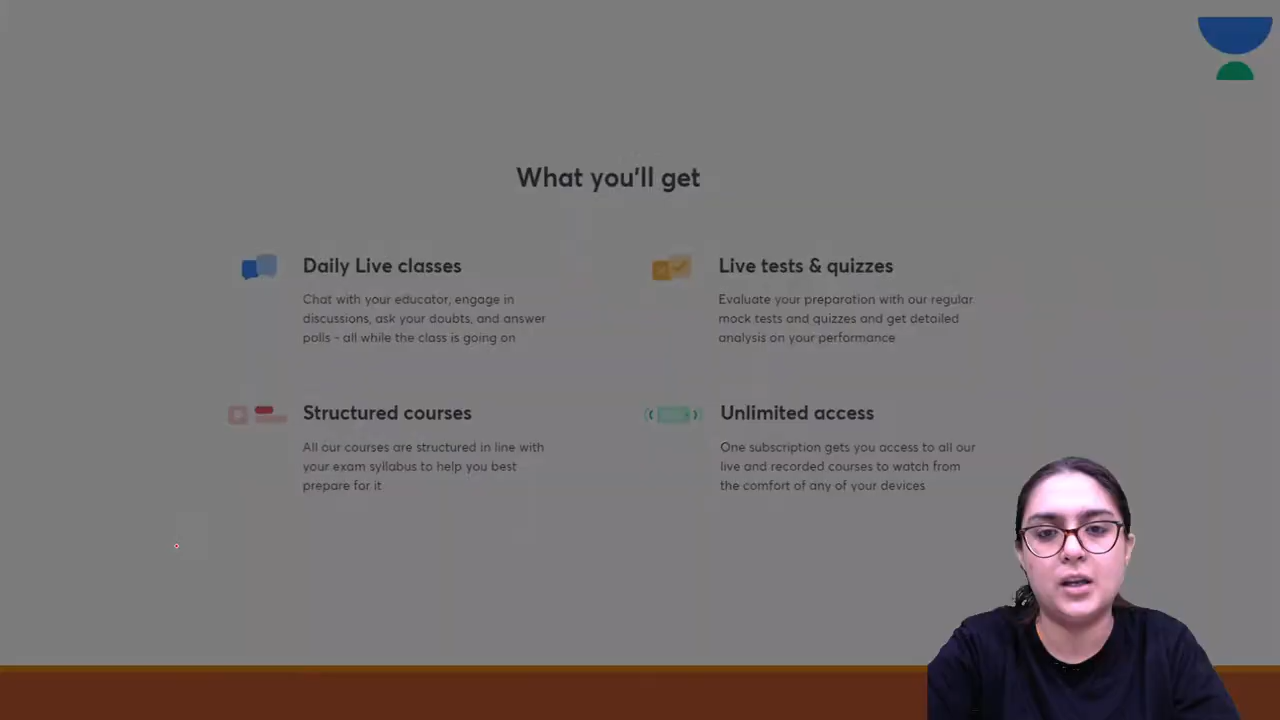 What you'll get
Daily Live classes
Chat with your educator, engage in
discussions, ask your doubts, and answer
polls - all while the class is going on
Live tests & quizzes
Evaluate your preparation with our regular
mock tests and quizzes and get detailed
analysis on your performance
Structured courses
All our courses are structured in line with
your exam syllabus to help you best
prepare for it
Unlimited access
One subscription gets you access to all our
live and recorded courses to watch from
the comfort of any of your devices